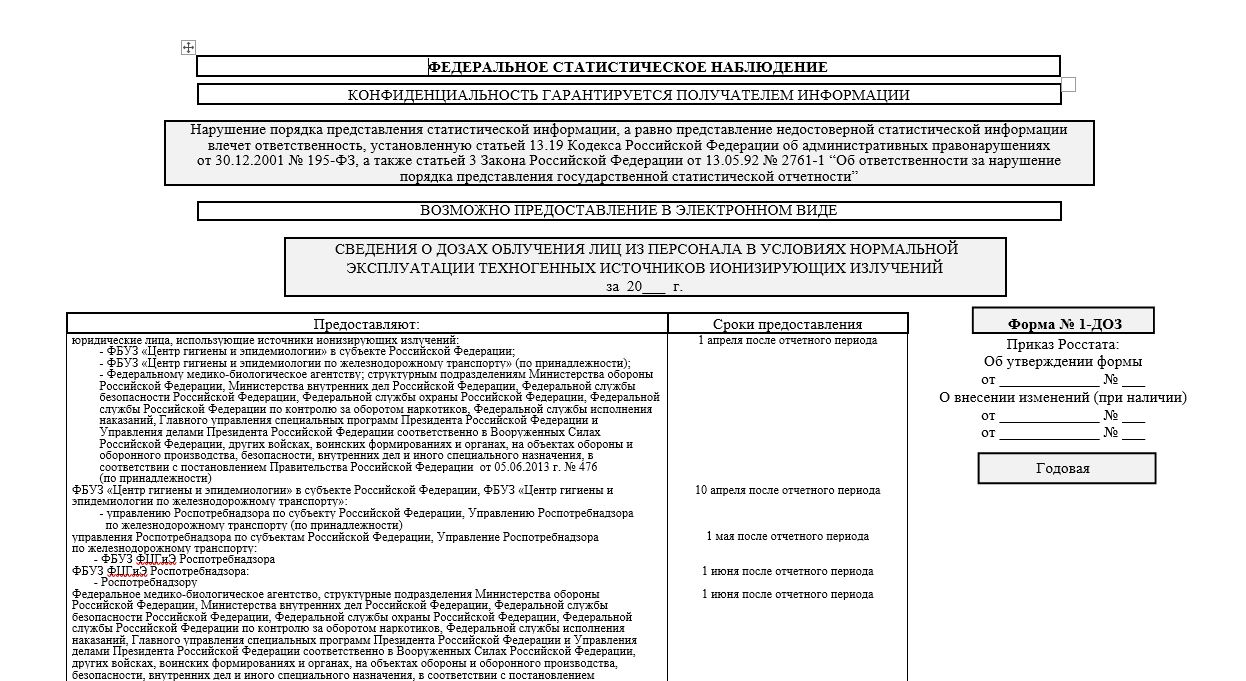 ФЕДЕРАЛЬНОЕ СТАТИСТИЧЕСКОЕ НАБЛЮДЕНИЕ
КОНФИДЕНЦИАЛЬНОСТЬ ГАРАНТИРУЕТСЯ ПОЛУЧАТЕЛЕМ ИНФОРМАЦИИ
Нарушение порядка представления статистической информации, а равно представление недостоверной статистической информации
влечет ответственность, установленную статьей 13.19 Кодекса Российской Федерации об административных правонарушениях
от 30.12.2001 № 195-ФЗ, а также статьей 3 Закона Российской Федерации от 13.05.92 № 2761-1 “Об ответственности за нарушение
порядка представления государственной статистической отчетности”
ВОЗМОЖНО ПРЕДОСТАВЛЕНИЕ В ЭЛЕКТРОННОМ ВИДЕ
СВЕДЕНИЯ О ДОЗАХ ОБЛУЧЕНИЯ ЛИЦ ИЗ ПЕРСОНАЛА В УСЛОВИЯХ НОРМАЛЬНОЙ
ЭКСПЛУАТАЦИИ ТЕХНОГЕННЫХ ИСТОЧНИКОВ ИОНИЗИРУЮЩИХ ИЗЛУЧЕНИЙ
за 20___ г.
Предоставляют:
Сроки предоставления
юридические лица, использующие источники ионизирующих излучений:
1 апреля после отчетного периода
- ФБУЗ «Центр гигиены и эпидемиологии» в субъекте Российской Федерации;
- ФБУЗ «Центр гигиены и эпидемиологии по железнодорожному транспорту» (по принадлежности);
- Федеральному медико-биологическое агентству; структурным подразделениям Министерства обороны
Российской Федерации, Министерства внутренних дел Российской Федерации, Федеральной службы
безопасности Российской Федерации, Федеральной службы охраны Российской Федерации, Федеральной
службы Российской Федерации по контролю за оборотом наркотиков, Федеральной службы исполнения
наказаний, Главного управления специальных программ Президента Российской Федерации и
Управления делами Президента Российской Федерации соответственно в Вооруженных Силах
Российской Федерации, других войсках, воинских формированиях и органах, на объектах обороны и
оборонного производства, безопасности, внутренних дел и иного специального назначения, в
соответствии с постановлением Правительства Российской Федерации от 05.06.2013 г. № 476
(по принадлежности)
ФБУЗ «Центр гигиены и эпидемиологии» в субъекте Российской Федерации, ФБУЗ «Центр гигиены и
10 апреля после отчетного периода
эпидемиологии по железнодорожному транспорту»:
- управлению Роспотребнадзора по субъекту Российской Федерации, Управлению Роспотребнадзора
по железнодорожному транспорту (по принадлежности)
управления Роспотребнадзора по субъектам Российской Федерации, Управление Роспотребнадзора
1 мая после отчетного периода
по железнодорожному транспорту:
- ФБУЗ ФЦГиЭ Роспотребнадзора
ФБУЗ ФЦГиЭ Роспотребнадзора:
1 июня после отчетного периода
- Роспотребнадзору
Федеральное медико-биологическое агентство, структурные подразделения Министерства обороны
1 июня после отчетного периода
Российской Федерации, Министерства внутренних дел Российской Федерации, Федеральной службы
безопасности Российской Федерации, Федеральной службы охраны Российской Федерации, Федеральной
службы Российской Федерации по контролю за оборотом наркотиков, Федеральной службы исполнения
наказаний, Главного управления специальных программ Президента Российской Федерации и Управления
делами Президента Российской Федерации соответственно в Вооруженных Силах Российской Федерации,
других войсках, воинских формированиях и органах, на объектах обороны и оборонного производства,
безопасности, внутренних дел и иного специального назначения, в соответствии с постановлением
Форма № 1-ДОЗ
Приказ Росстата:
Об утверждении формы
от _____________ № ___
О внесении изменений (при наличии)
от _____________ № ___
от _____________ № ___
Годовая